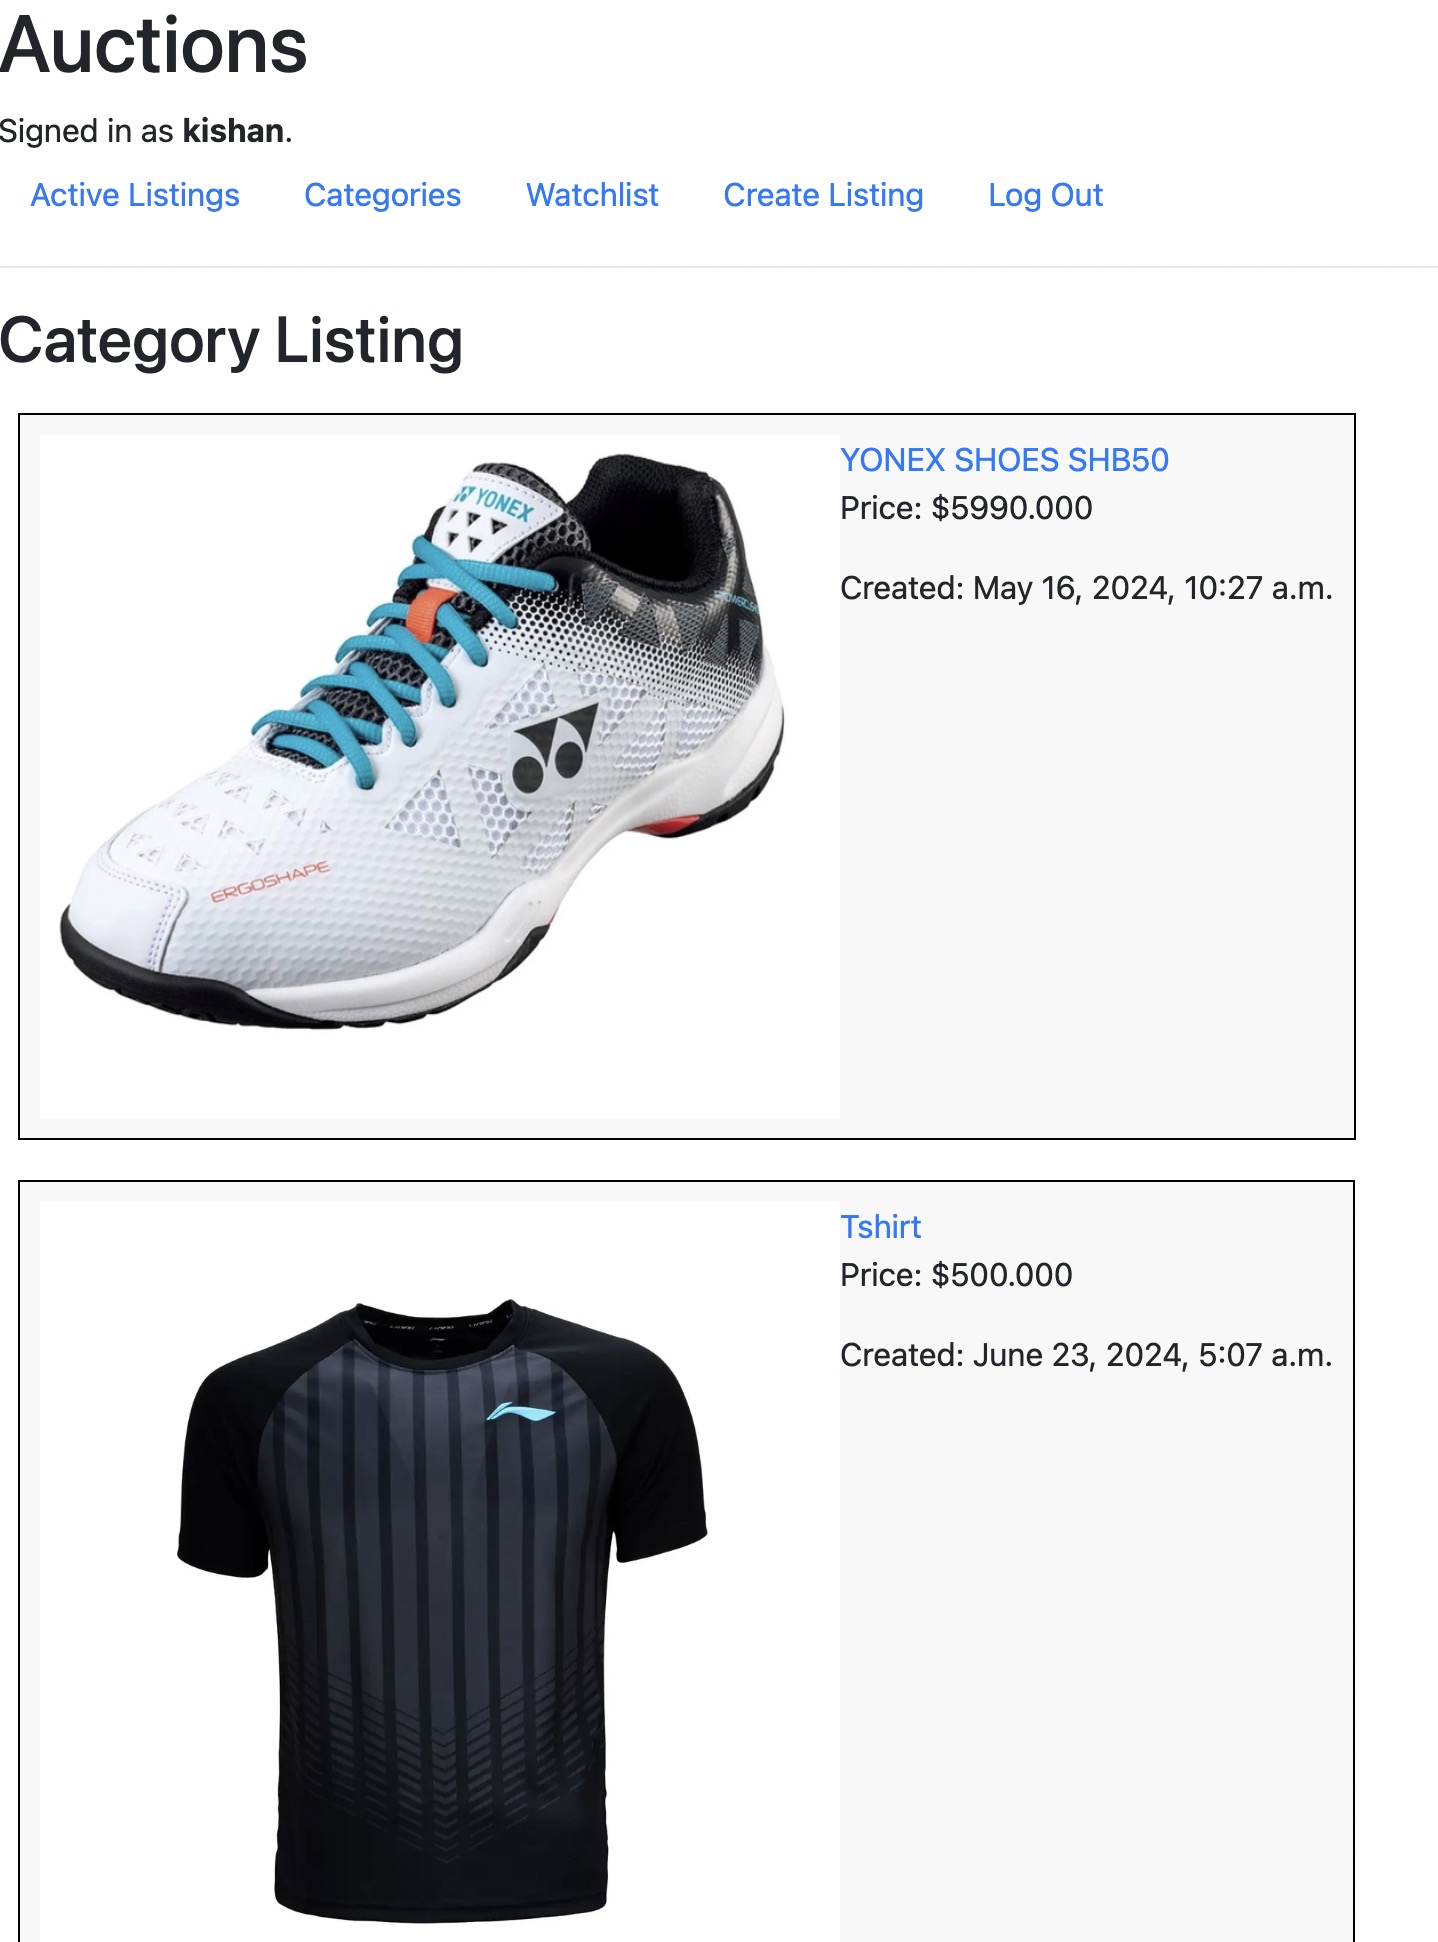 Auctions
Signed in as kishan.
Active Listings Categories Watchlist Create Listing Log Out
Category Listing
YONEX
ERGOSHAPE
YONEX SHOES SHB50
Price: $5990.000
Created: May 16, 2024, 10:27 a.m.
Tshirt
Price: $500.000
Created: June 23, 2024, 5:07 a.m.